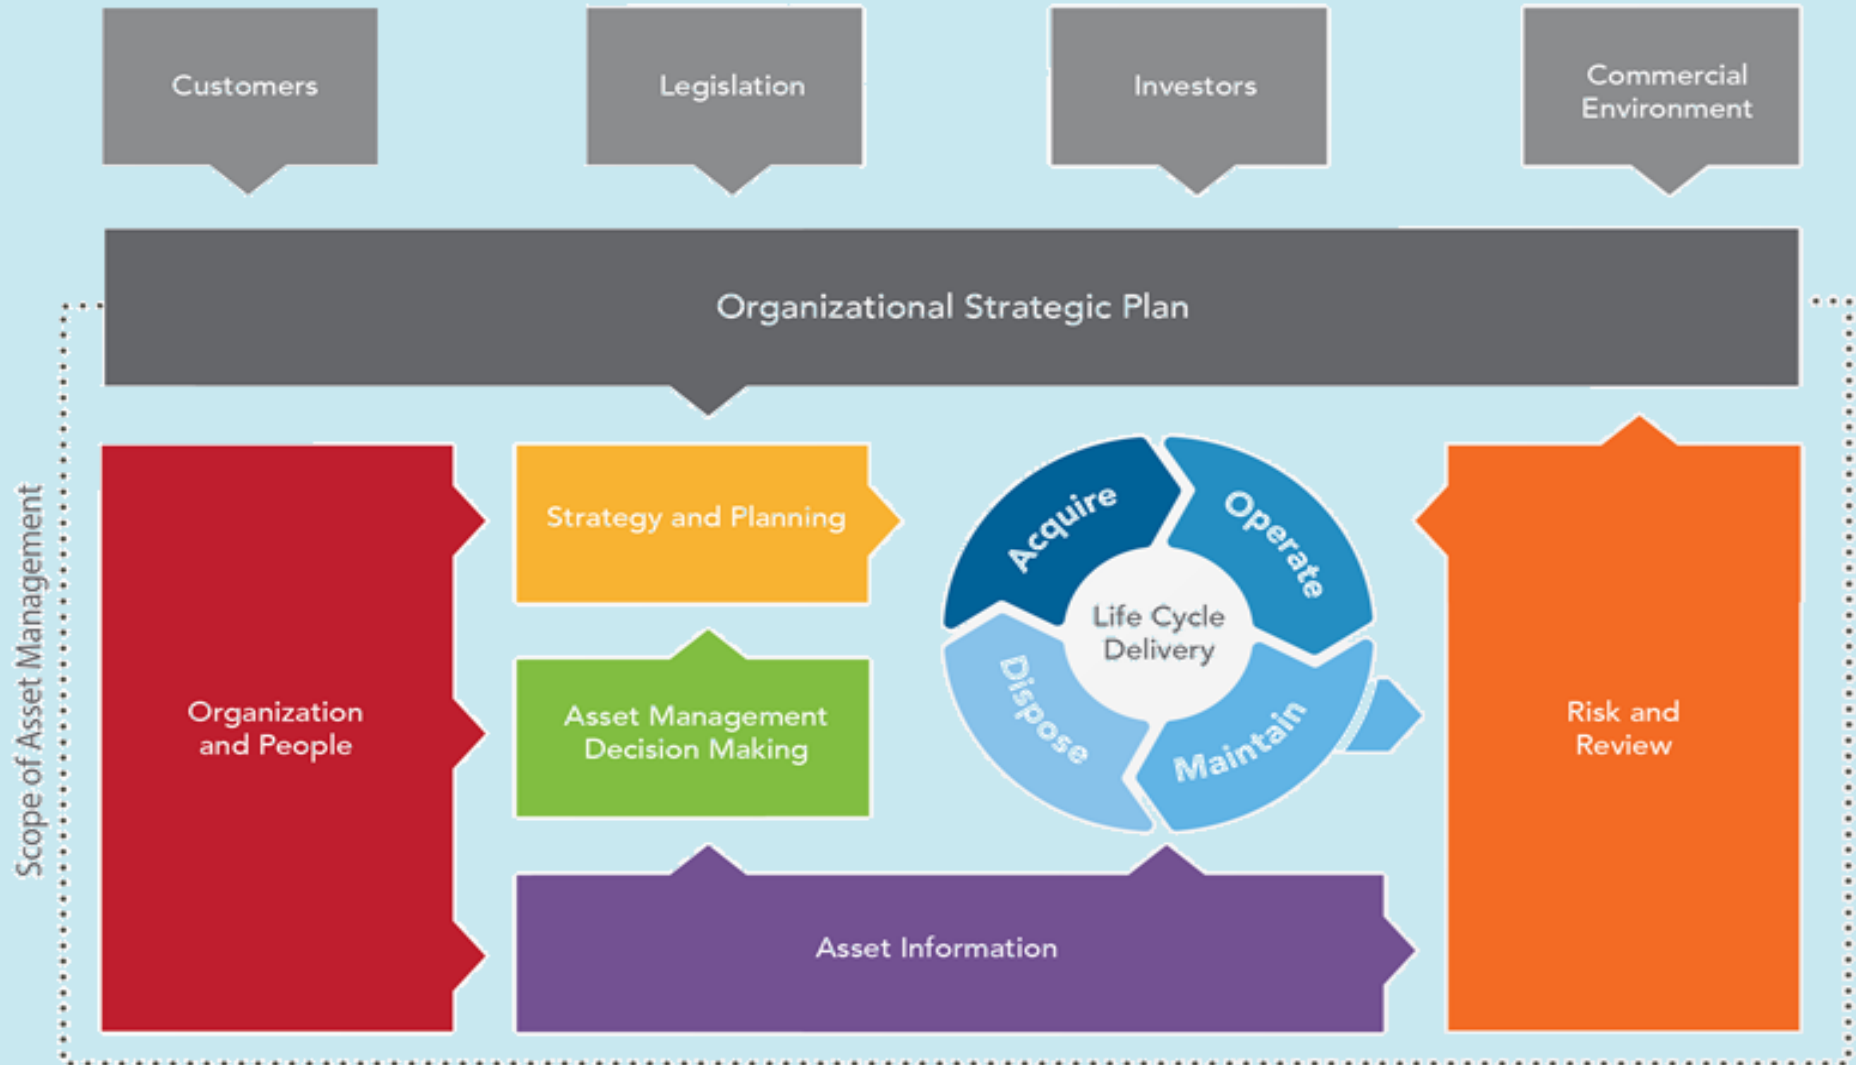 Customers
Legislation
Investors
Commercial
Environment
Organizational Strategic Plan
Scope of Asset Management
Organization
and People
Strategy and Planning
Asset Management
Decision Making
Acquire
Operate
Life Cycle
Delivery
Dispose
Maintain
Risk and
Review
Asset Information